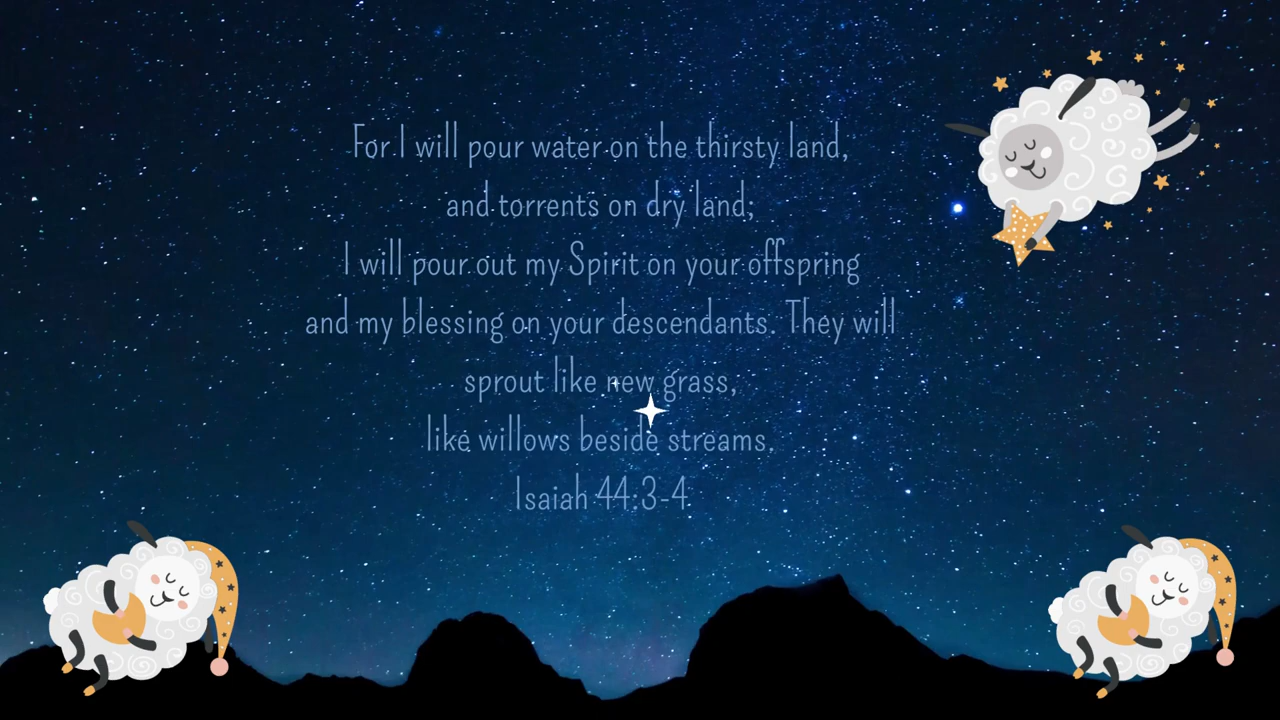 For I will pour water on the thirsty land,
and torrents on dry land;
I will pour out my Spirit on your offspring
and my blessing on your descendants. They will
sprout like new grass,
like willows beside streams.
Isaiah 44:3-4